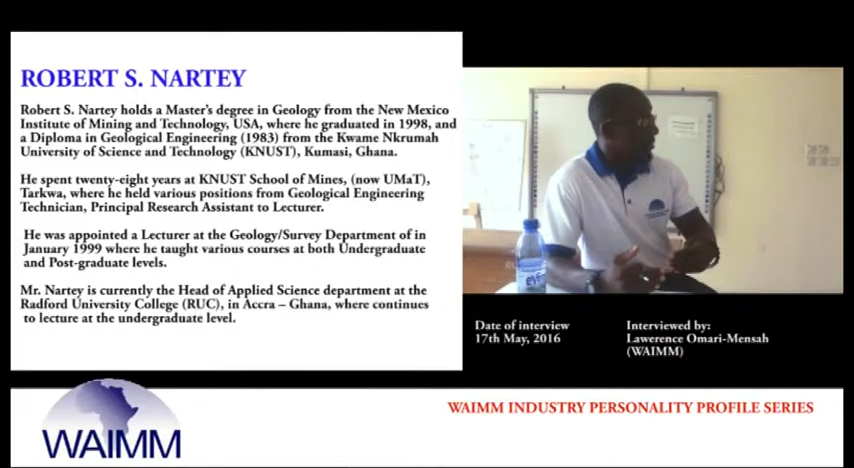 ROBERT S. NARTEY
Robert S. Nartey holds a Master's degree in Geology from the New Mexico
Institute of Mining and Technology, USA, where he graduated in 1998, and
a Diploma in Geological Engineering (1983) from the Kwame Nkrumah
University of Science and Technology (KNUST), Kumasi, Ghana.
He spent twenty-eight years at KNUST School of Mines, (now UMaT),
Tarkwa, where he held various positions from Geological Engineering
Technician, Principal Research Assistant to Lecturer.
He was appointed a Lecturer at the Geology/Survey Department of in
January 1999 where he taught various courses at both Undergraduate
and Post-graduate levels.
Mr. Nartey is currently the Head of Applied Science department at the
Radford University College (RUC), in Accra – Ghana, where continues
to lecture at the undergraduate level.
Date of interview
17th May, 2016
Interviewed by:
Lawerence Omari-Mensah
(WAIMM)
WAIMM INDUSTRY PERSONALITY PROFILE SERIES
WAIMM